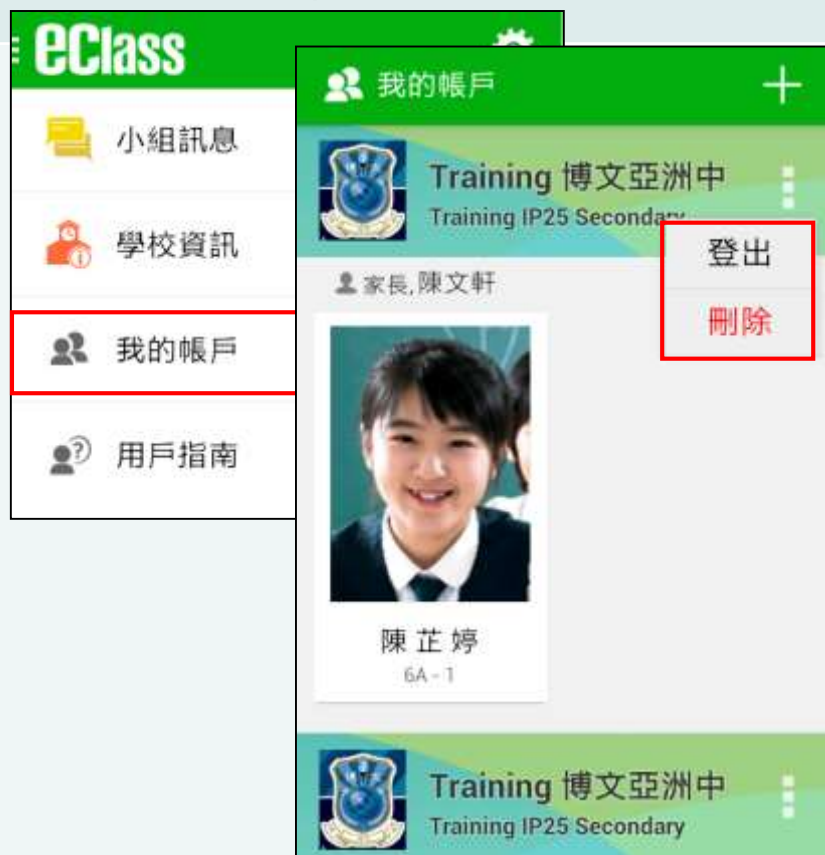 eClass
小組訊息
學校資訊
我的帳戶
用戶指南
我的帳戶
Training 博文亞洲中
Training IP25 Secondary
登出
刪除
家長,陳文軒
陳芷婷
6A - 1
Training 博文亞洲中
Training IP25 Secondary